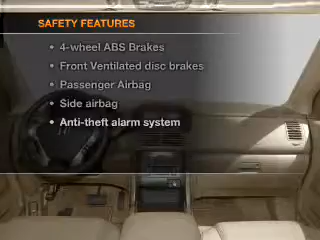 SAFETY FEATURES
• 4-wheel ABS Brakes
• Front Ventilated disc brakes
• Passenger Airbag
• Side airbag
• Anti-theft alarm system